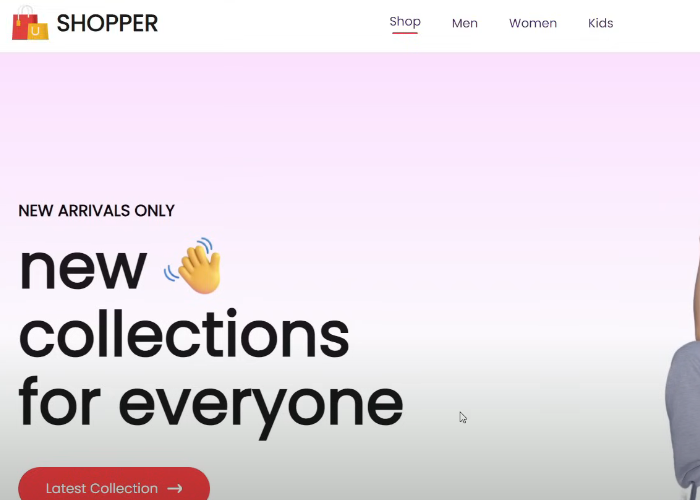 SHOPPER
Shop Men Women Kids
NEW ARRIVALS ONLY
new
collections
for everyone
Latest Collection